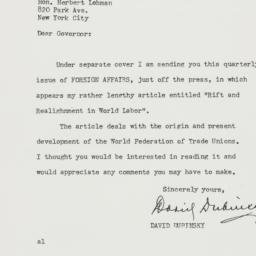 Hon. Herbert Lehman
820 Park Ave.
New York City
Dear Governor:
Under separate cover I am sending you this quarterly
issue of FOREIGN AFFAIRS, just off the press, in which
appears my rather lengthy article entitled "Rift and
Realishment in World Labor".
The article deals with the origin and present
development of the World Federation of Trade Unions.
I thought you would be interested in reading it and
would appreciate any comments you may have to make.
Sincerely yours,
David Dubinsky
DAVID DUBINSKY
al